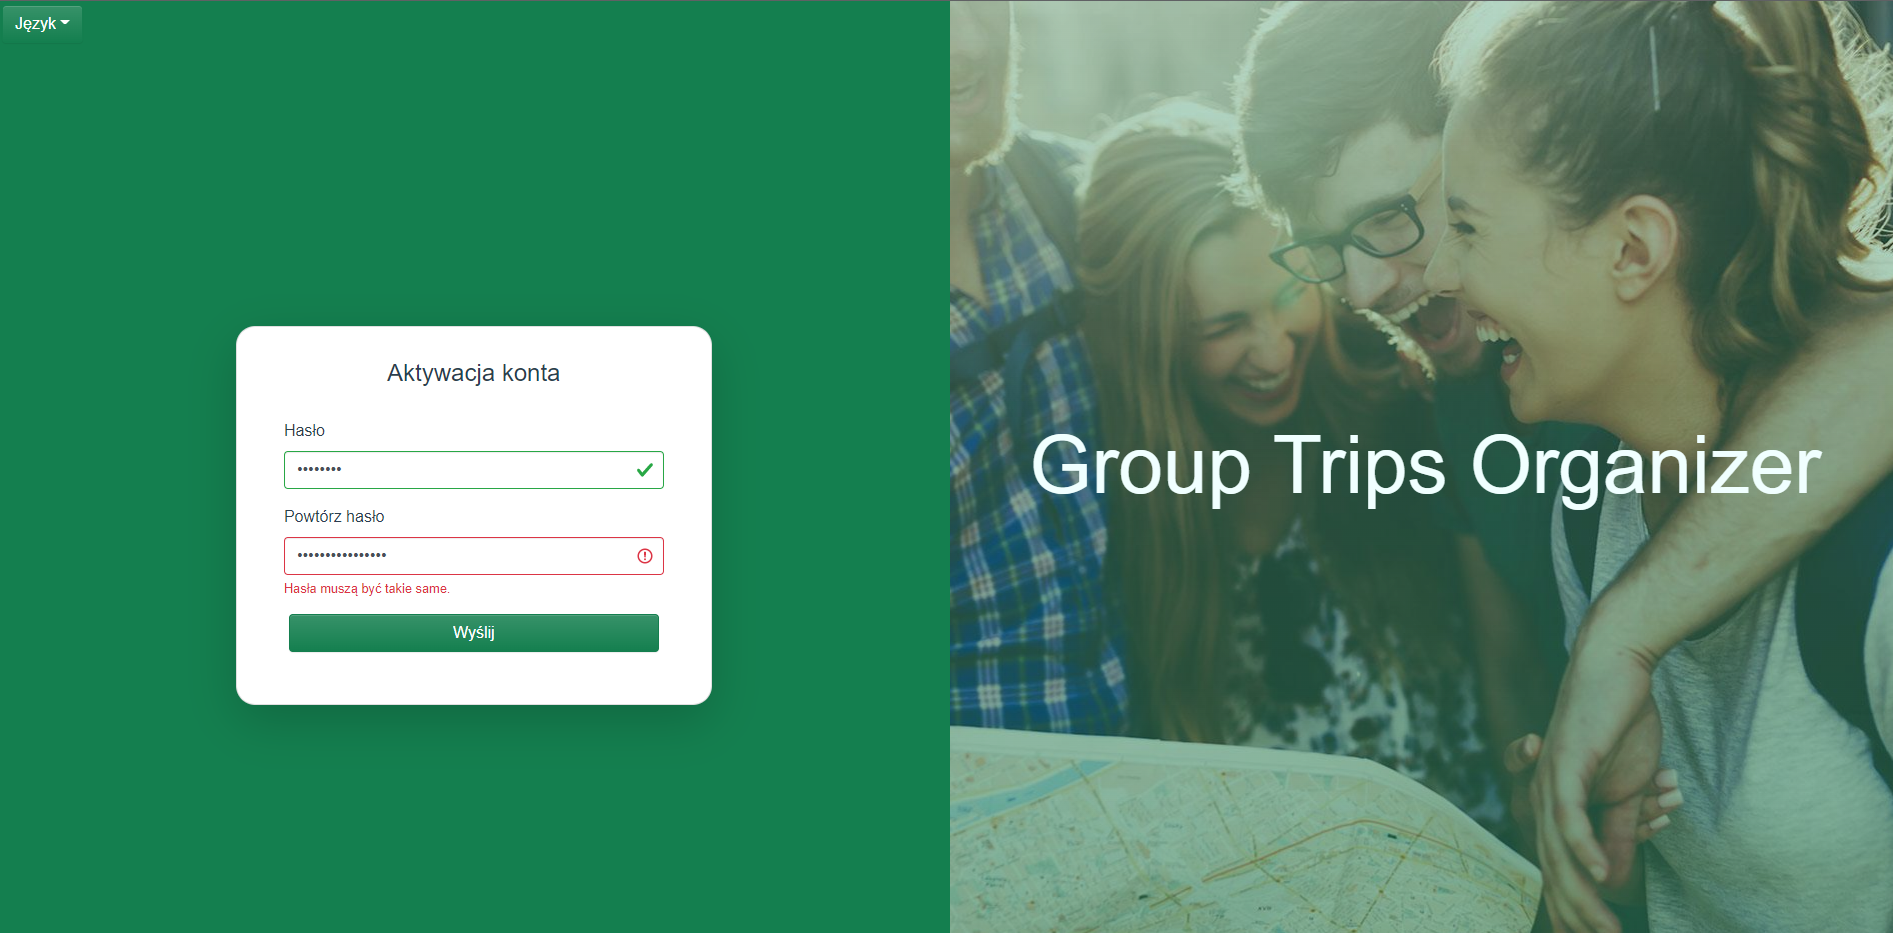 Język
Aktywacja konta
Hasło
••••••••
Powtórz hasło
••••••••••••••••
Hasła muszą być takie same.
Wyślij
Group Trips Organizer